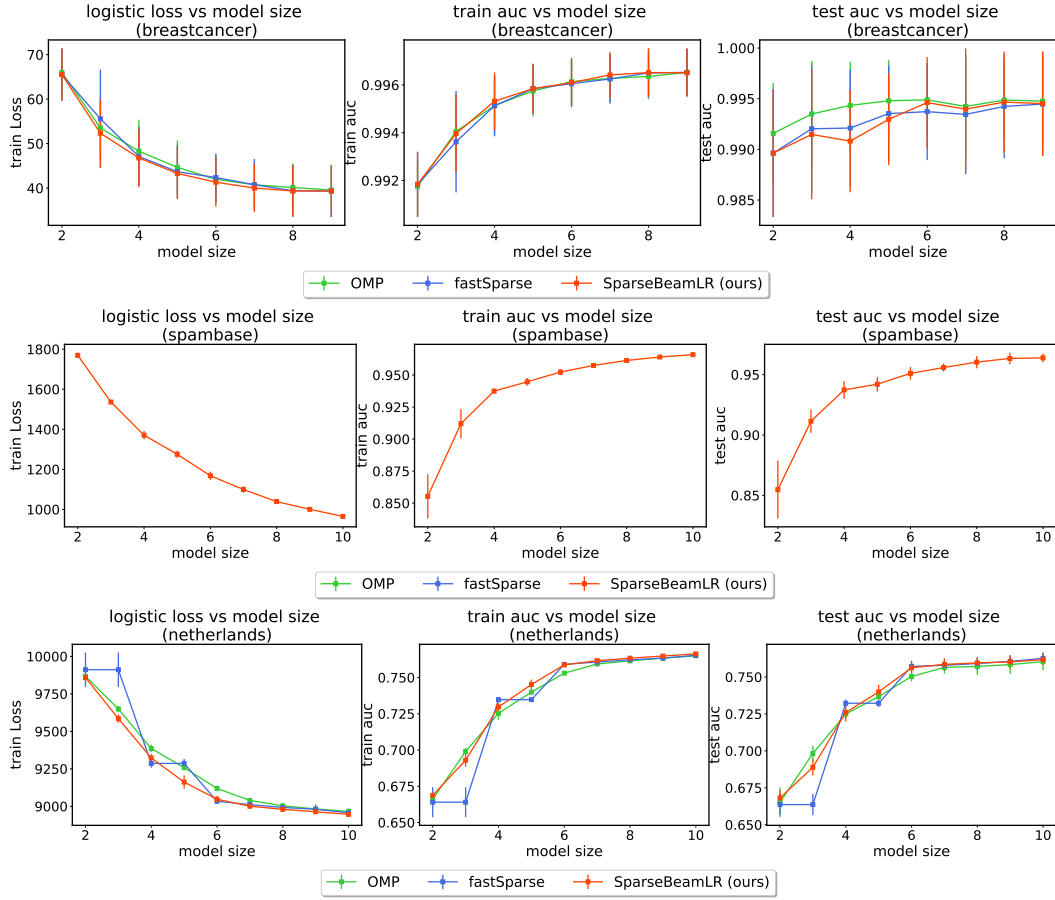 logistic loss vs model size
(breastcancer)
train auc vs model size
(breastcancer)
test auc vs model size
(breastcancer)
70
60
50
40
train Loss
2
4
6
8
model size
0.996
0.994
0.992
train auc
2
4
6
8
model size
1.000
0.995
0.990
0.985
test auc
2
4
6
8
model size
OMP
fastSparse
SparseBeamLR (ours)
logistic loss vs model size
(spambase)
train auc vs model size
(spambase)
test auc vs model size
(spambase)
1800
1600
1400
1200
1000
train Loss
2
4
6
8
10
model size
0.950
0.925
0.900
0.875
0.850
train auc
2
4
6
8
10
model size
0.95
0.90
0.85
test auc
2
4
6
8
10
model size
OMP
fastSparse
SparseBeamLR (ours)
logistic loss vs model size
(netherlands)
train auc vs model size
(netherlands)
test auc vs model size
(netherlands)
10000
9750
9500
9250
9000
train Loss
2
4
6
8
10
model size
0.750
0.725
0.700
0.675
0.650
train auc
2
4
6
8
10
model size
0.750
0.725
0.700
0.675
0.650
test auc
2
4
6
8
10
model size
OMP
fastSparse
SparseBeamLR (ours)